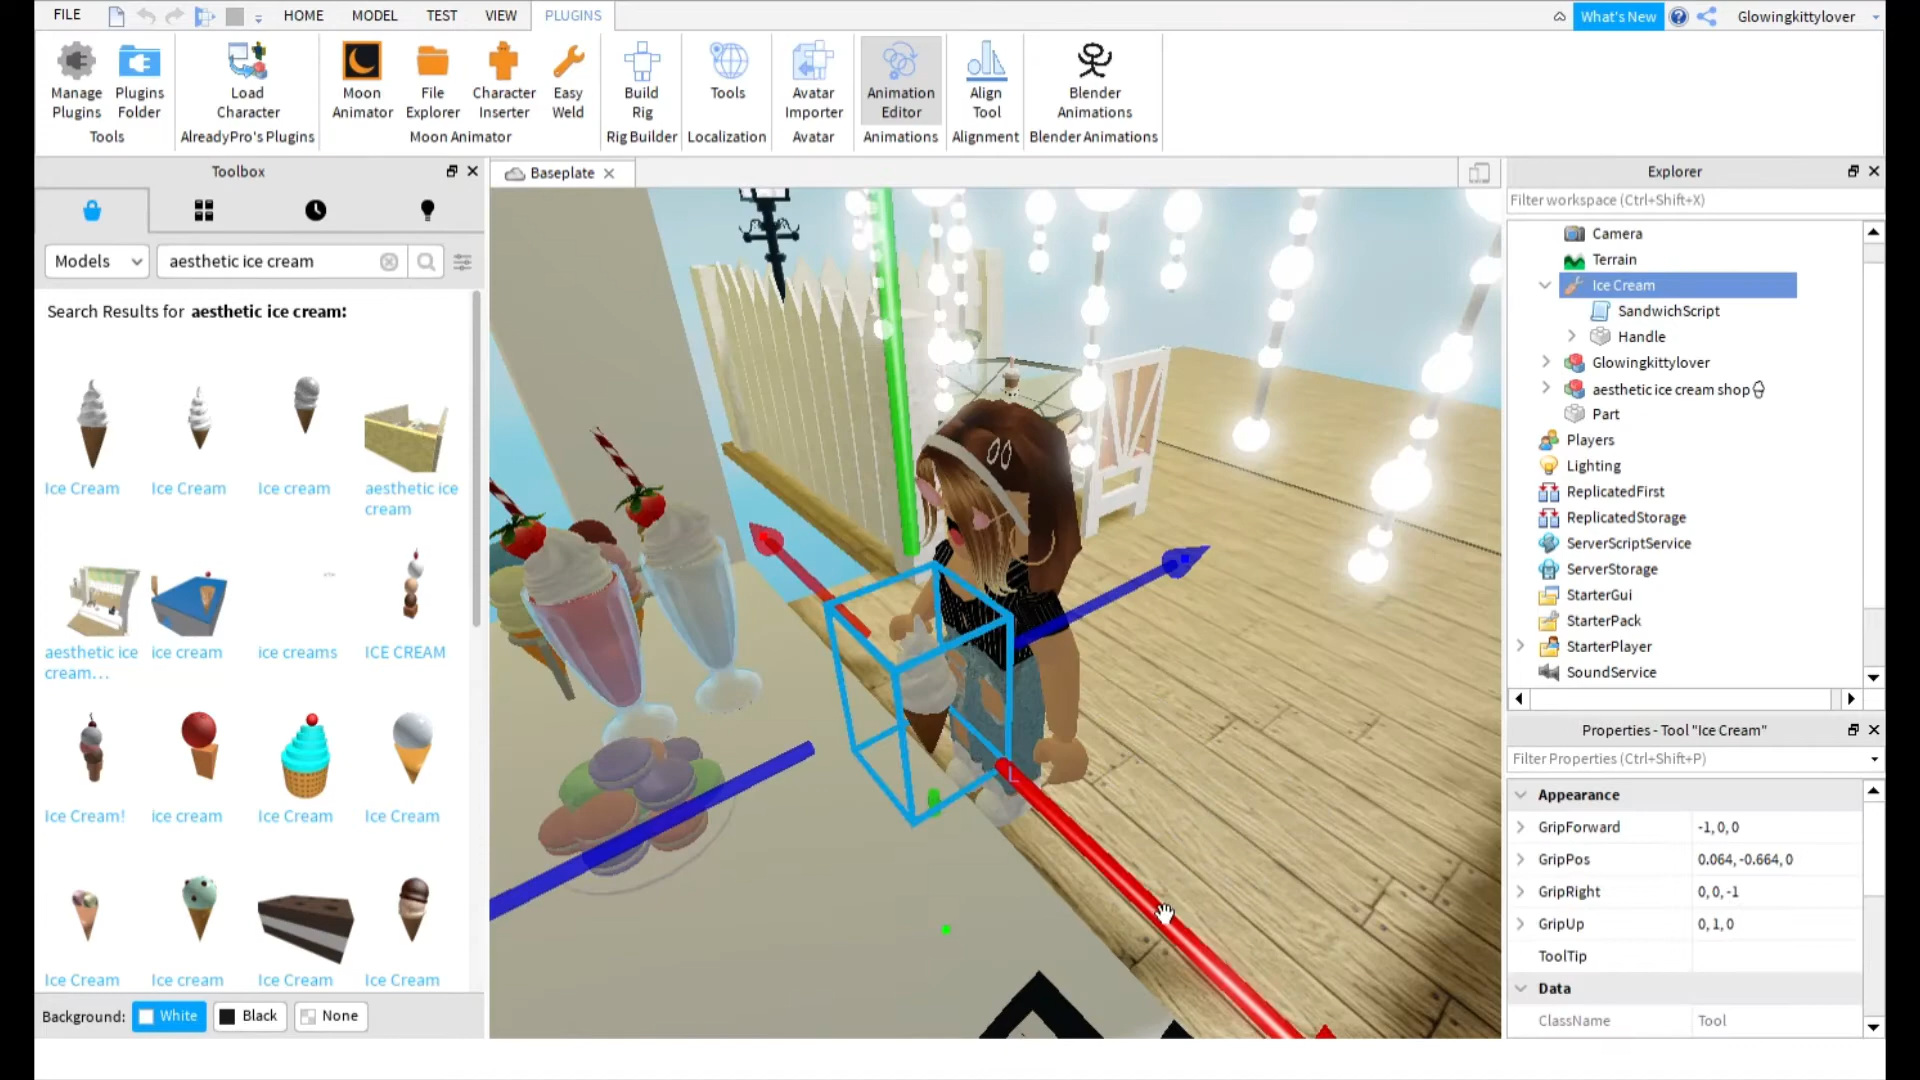 FILE
HOME
MODEL
TEST
VIEW
PLUGINS
What's New
Glowingkittylover
Manage Plugins
Plugins Folder
Load Character
Moon Animator
File Explorer
Character Inserter
Easy Weld
Build Rig
Tools
Avatar Importer
Animation Editor
Align Tool
Blender Animations
Tools
AlreadyPro's Plugins
Moon Animator
Rig Builder
Localization
Avatar
Animations
Alignment
Blender Animations
Toolbox
Models
aesthetic ice cream
Search Results for aesthetic ice cream:
Ice Cream
Ice Cream
Ice cream
aesthetic ice cream
aesthetic ice cream...
ice cream
ice creams
ICE CREAM
Ice Cream!
ice cream
Ice Cream
Ice Cream
Ice Cream
Ice cream
Ice Cream
Ice Cream
Background:
White
Black
None
Baseplate
L
Explorer
Filter workspace (Ctrl+Shift+X)
Camera
Terrain
Ice Cream
SandwichScript
Handle
Glowingkittylover
aesthetic ice cream shop
Part
Players
Lighting
ReplicatedFirst
ReplicatedStorage
ServerScriptService
ServerStorage
StarterGui
StarterPack
StarterPlayer
SoundService
Properties - Tool "Ice Cream"
Filter Properties (Ctrl+Shift+P)
Appearance
GripForward -1, 0, 0
GripPos 0.064, -0.664, 0
GripRight 0, 0, -1
GripUp 0, 1, 0
ToolTip
Data
ClassName Tool